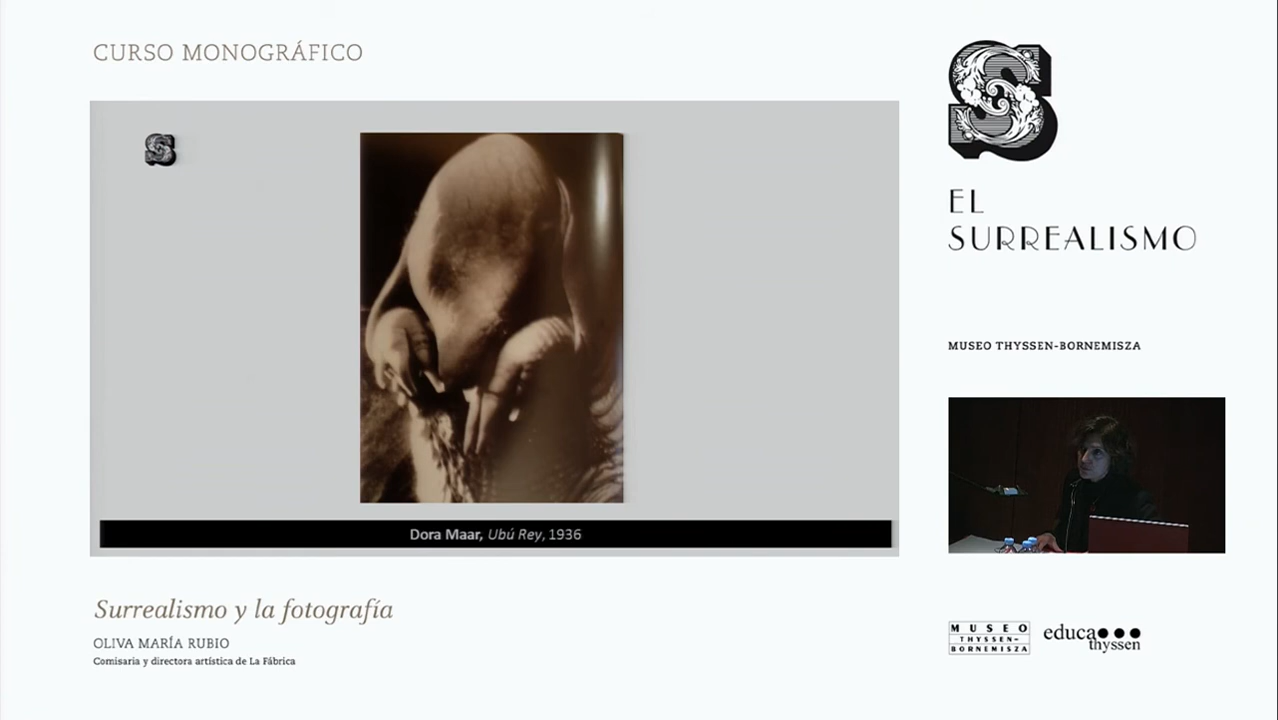 CURSO MONOGRÁFICO
S
EL
SURREALISMO
MUSEO THYSSEN-BORNEMISZA
Dora Maar, Ubú Rey, 1936
Surrealismo y la fotografía
OLIVA MARÍA RUBIO
Comisaria y directora artística de La Fábrica
MUSEO
THYSSEN-
BORNEMISZA
educa
thyssen